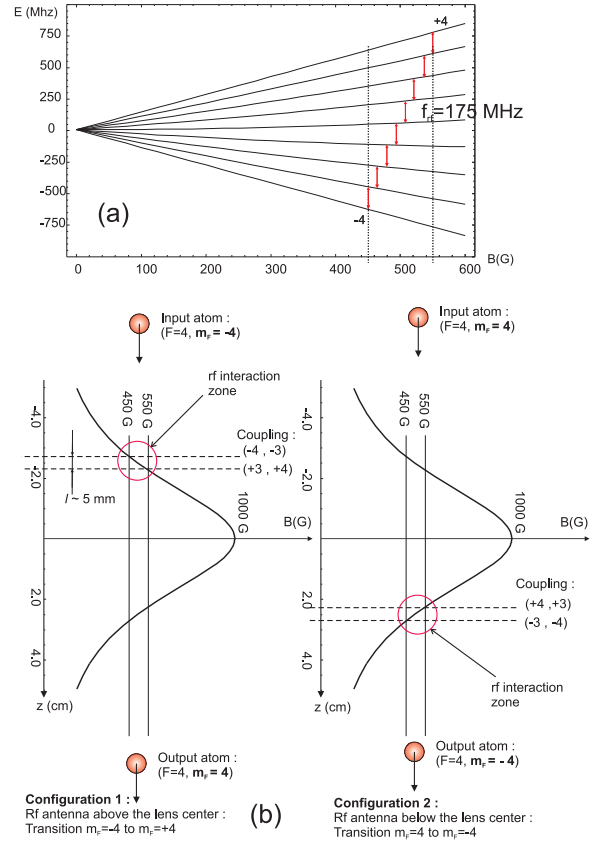 E (Mhz)
750
500
250
0
-250
-500
-750
+4
f_rf=175 MHz
-4
(a)
0
100
200
300
400
500
600
B(G)
Input atom :
(F=4, m_F = -4)
rf interaction
zone
450 G
550 G
Coupling :
(-4 , -3)
(+3 , +4)
-4.0
-2.0
l ~ 5 mm
1000 G
B(G)
2.0
4.0
z (cm)
Output atom :
(F=4, m_F = 4)
Configuration 1 :
Rf antenna above the lens center :
Transition m_F=-4 to m_F=+4
(b)
Input atom :
(F=4, m_F = 4)
450 G
550 G
-4.0
-2.0
1000 G
B(G)
Coupling :
(+4 ,+3)
(-3 , -4)
2.0
4.0
rf interaction
zone
z (cm)
Output atom :
(F=4, m_F = - 4)
Configuration 2 :
Rf antenna below the lens center :
Transition m_F=4 to m_F=-4